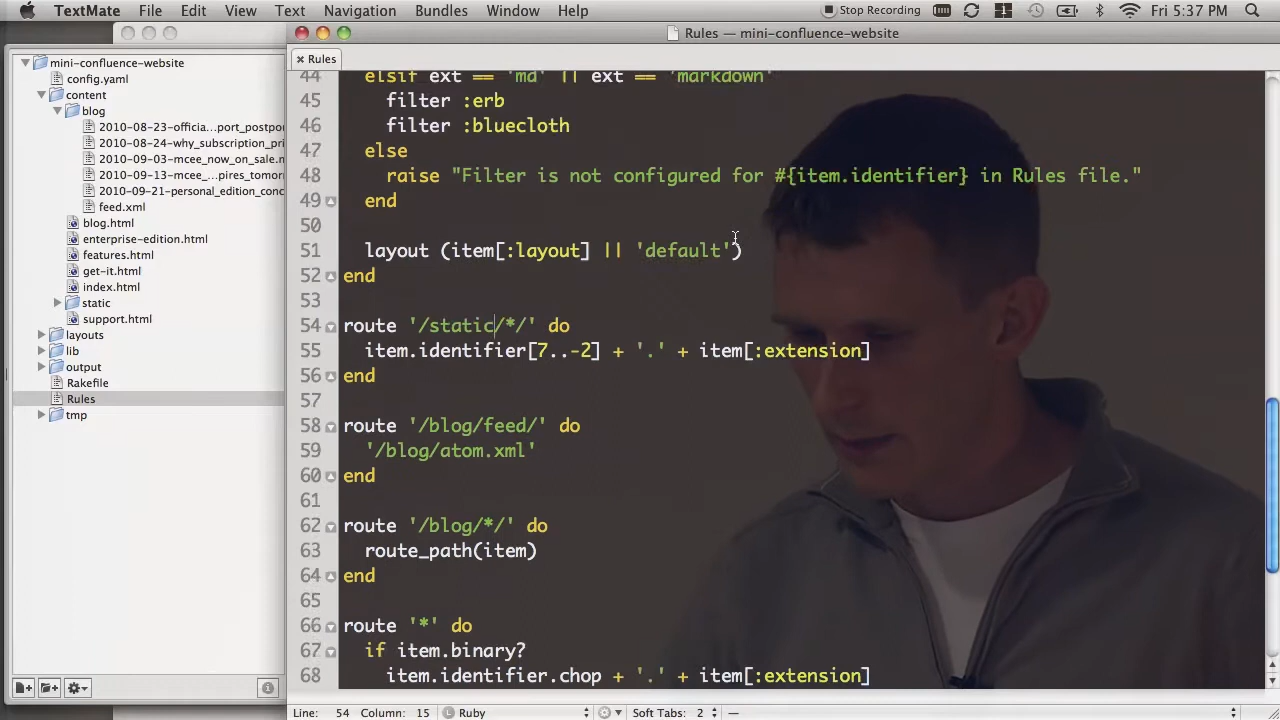 TextMate File Edit View Text Navigation Bundles Window Help Stop Recording 1 Fri 5:37 PM
Rules — mini-confluence-website
Rules
mini-confluence-website
config.yaml
content
blog
2010-08-23-officia...port_postpon
2010-08-24-why_subscription_pri
2010-09-03-mcee_now_on_sale.n
2010-09-13-mcee...pires_tomorr
2010-09-21-personal_edition_conc
feed.xml
blog.html
enterprise-edition.html
features.html
get-it.html
index.html
static
support.html
layouts
lib
output
Rakefile
Rules
tmp
44 elsif ext == 'md' || ext == 'markdown'
45 filter :erb
46 filter :bluecloth
47 else
48 raise "Filter is not configured for #{item.identifier} in Rules file."
49 end
50
51 layout (item[:layout] || 'default')
52 end
53
54 route '/static/*/' do
55 item.identifier[7..-2] + '.' + item[:extension]
56 end
57
58 route '/blog/feed/' do
59 '/blog/atom.xml'
60 end
61
62 route '/blog/*/' do
63 route_path(item)
64 end
65
66 route '*' do
67 if item.binary?
68 item.identifier.chop + '.' + item[:extension]
Line: 54 Column: 15 Ruby Soft Tabs: 2 —